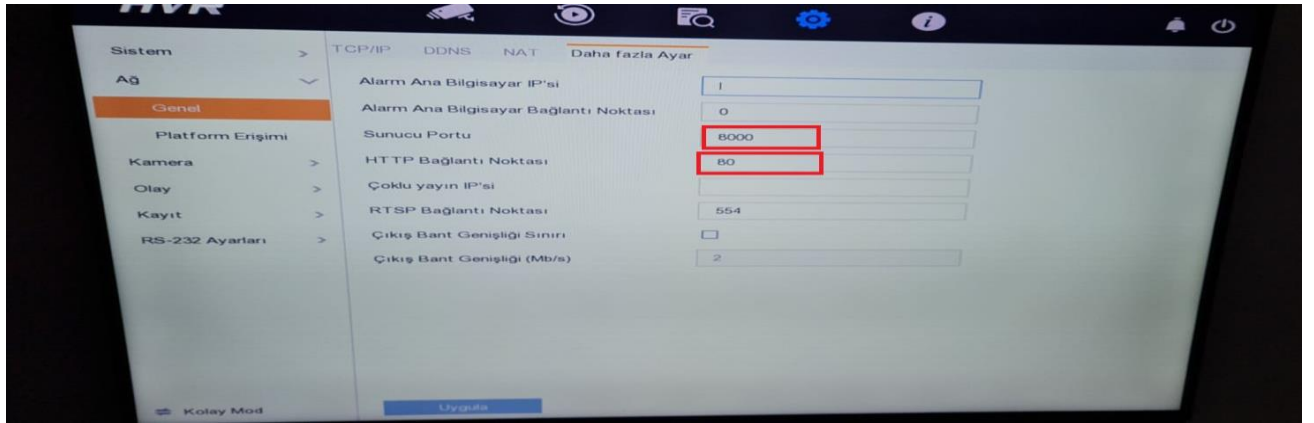 HVR
TCP/IP DDNS NAT Daha fazla Ayar
Sistem
Ağ
Genel
Platform Erişimi
Kamera
Olay
Kayıt
RS-232 Ayarları
Alarm Ana Bilgisayar IP'si
Alarm Ana Bilgisayar Bağlantı Noktası 0
Sunucu Portu 8000
HTTP Bağlantı Noktası 80
Çoklu yayın IP'si
RTSP Bağlantı Noktası 554
Çıkış Bant Genişliği Sınırı
Çıkış Bant Genişliği (Mb/s) 2
Kolay Mod
Uygula